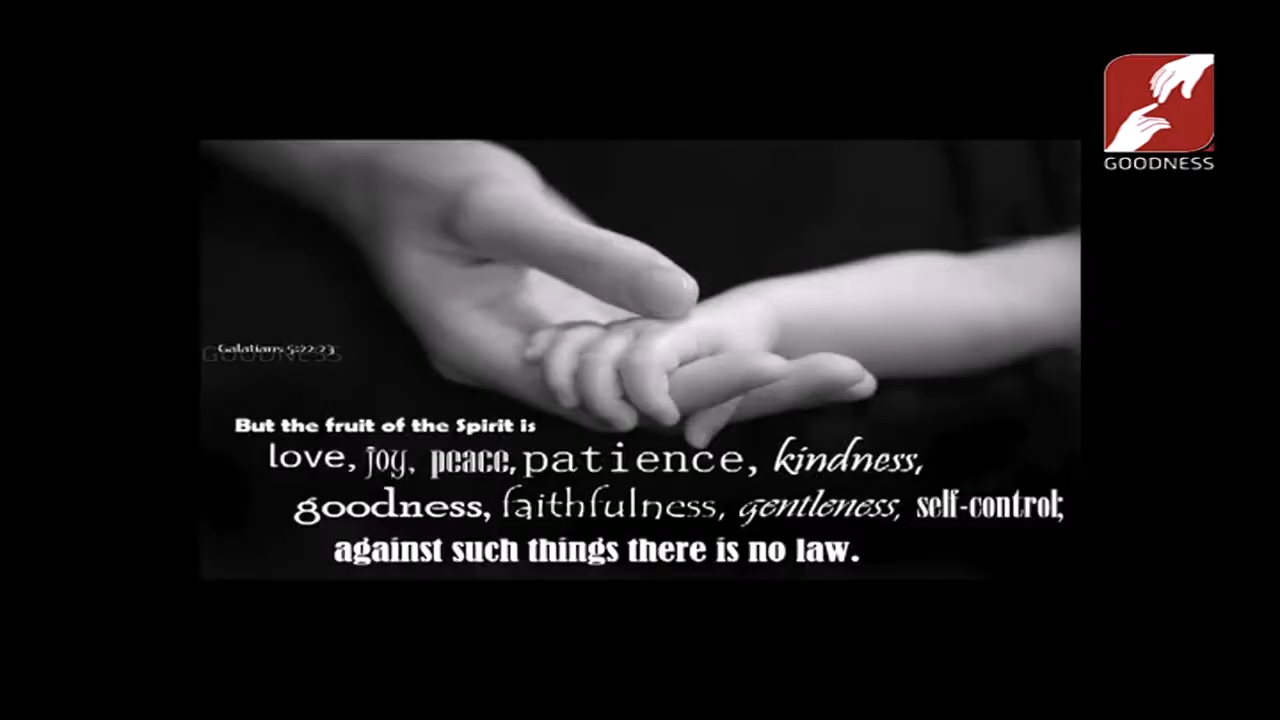 GOODNESS
Galatians 5:22-23
GOODNESS
But the fruit of the Spirit is
love, joy, peace, patience, kindness,
goodness, faithfulness, gentleness, self-control;
against such things there is no law.